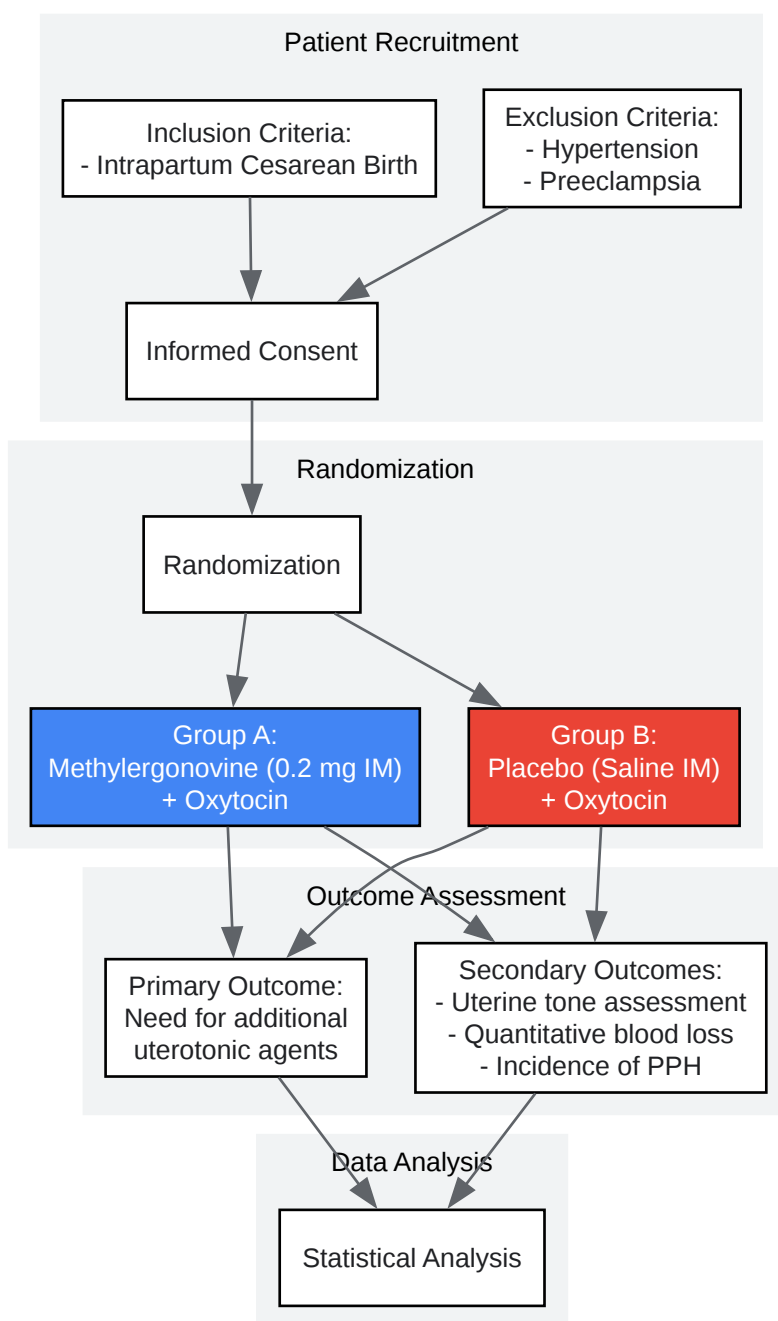 Patient Recruitment
Inclusion Criteria:
- Intrapartum Cesarean Birth
Exclusion Criteria:
- Hypertension
- Preeclampsia
Informed Consent
Randomization
Randomization
Group A:
Methylergonovine (0.2 mg IM)
+ Oxytocin
Group B:
Placebo (Saline IM)
+ Oxytocin
Outcome Assessment
Primary Outcome:
Need for additional
uterotonic agents
Secondary Outcomes:
- Uterine tone assessment
- Quantitative blood loss
- Incidence of PPH
Data Analysis
Statistical Analysis